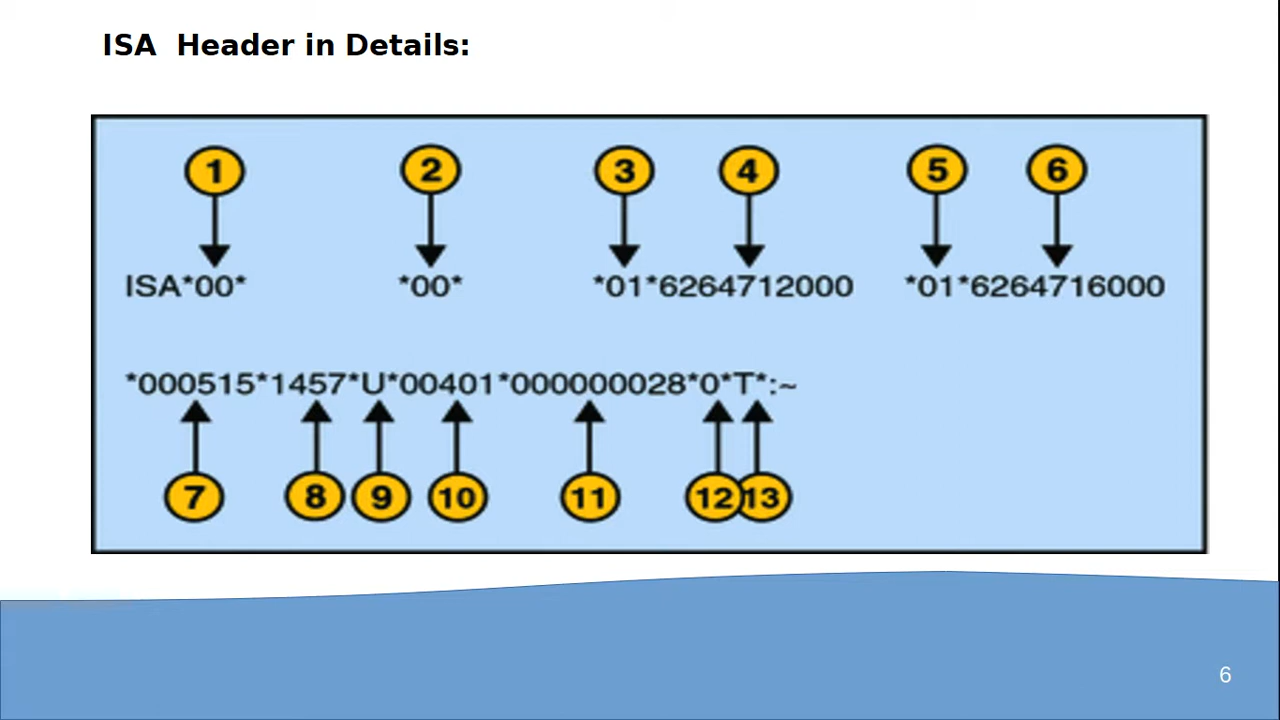 ISA  Header in Details:
1 2 3 4 5 6
ISA*00* *00* *01*6264712000 *01*6264716000
*000515*1457*U*00401*000000028*0*T*:~
7 8 9 10 11 12 13
6